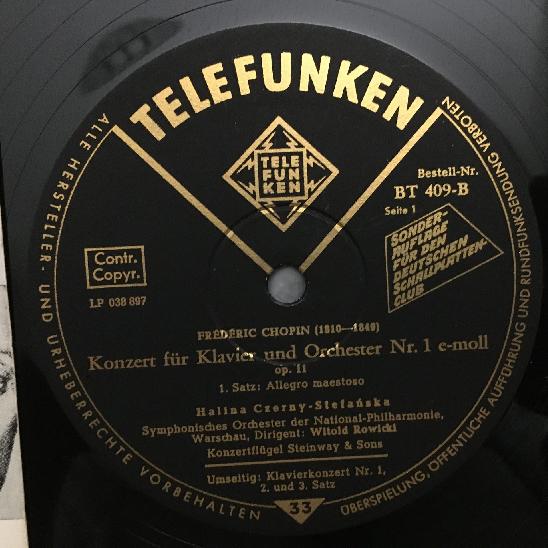 TELEFUNKEN
TELE
FUN
KEN
Bestell-Nr.
BT 409-B
Seite 1
SONDER-
AUFLAGE
FÜR DEN
DEUTSCHEN
SCHALLPLATTEN-
CLUB
Contr.
Copyr.
LP 038 897
FRÉDÉRIC CHOPIN (1810—1849)
Konzert für Klavier und Orchester Nr. 1 e-moll
op. 11
1. Satz: Allegro maestoso
Halina Czerny-Stefańska
Symphonisches Orchester der National-Philharmonie,
Warschau, Dirigent: Witold Rowicki
Konzertflügel Steinway & Sons
Umseitig: Klavierkonzert Nr. 1,
2. und 3. Satz
33
ALLE HERSTELLER- UND URHEBERRECHTE VORBEHALTEN
ÜBERSPIELUNG, ÖFFENTLICHE AUFFÜHRUNG UND RUNDFUNKSENDUNG VERBOTEN